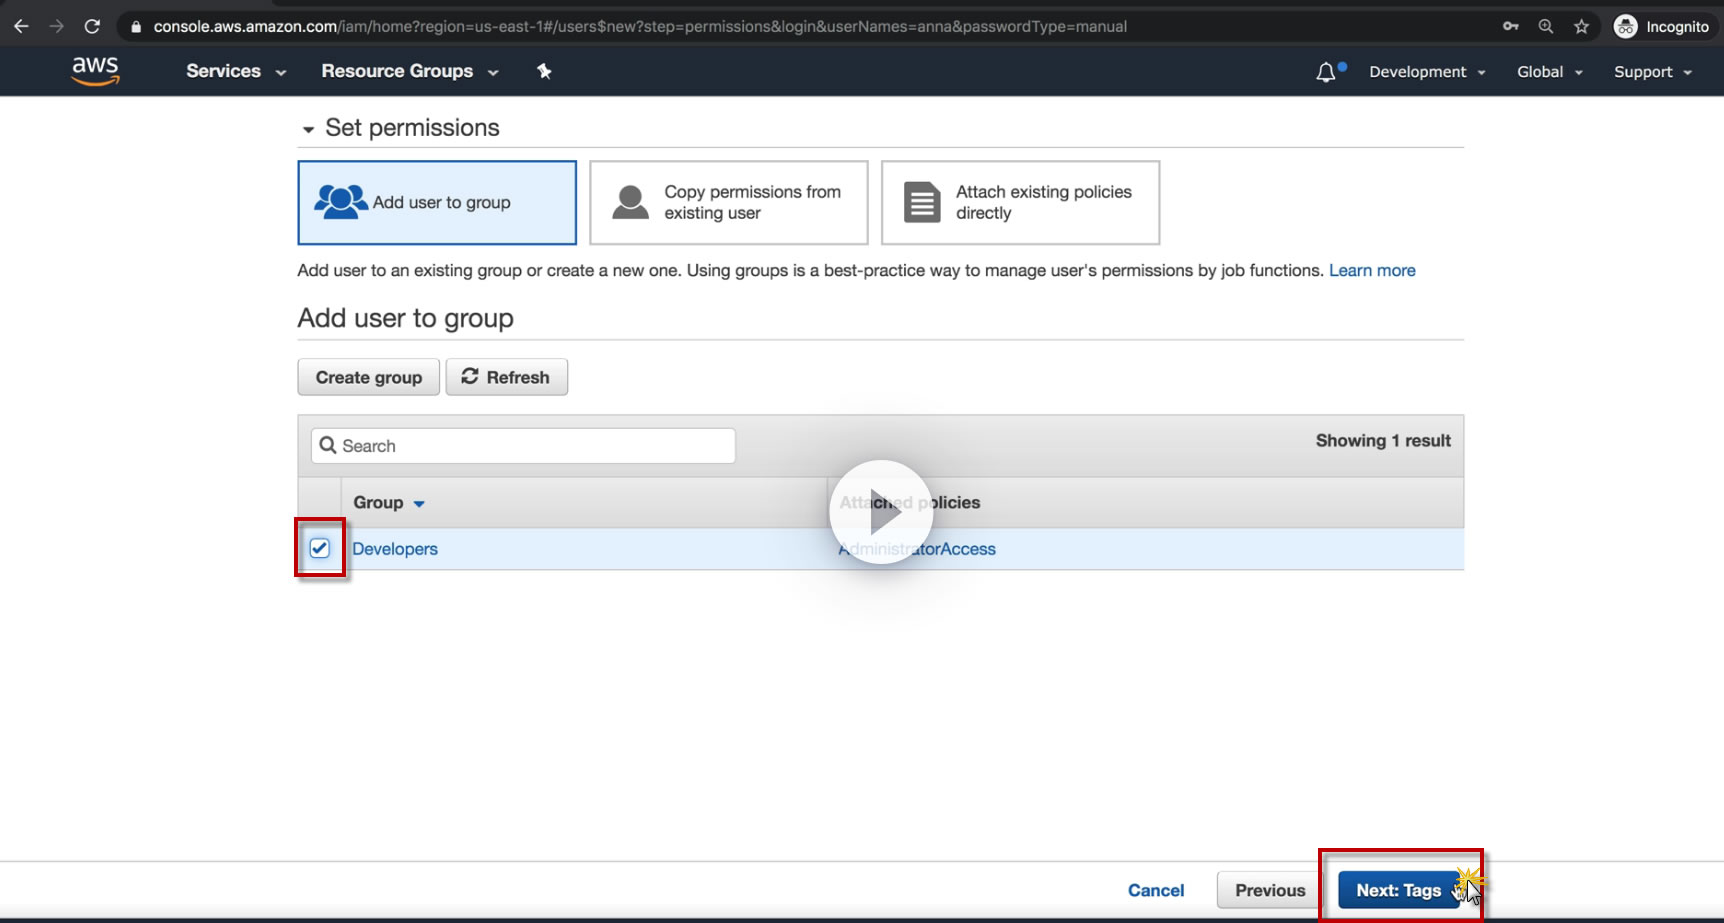 console.aws.amazon.com/iam/home?region=us-east-1#/users$new?step=permissions&login&userNames=anna&passwordType=manual
Incognito
aws
Services
Resource Groups
Development
Global
Support
Set permissions
Add user to group
Copy permissions from
existing user
Attach existing policies
directly
Add user to an existing group or create a new one. Using groups is a best-practice way to manage user's permissions by job functions. Learn more
Add user to group
Create group
Refresh
Search
Showing 1 result
Group
Attached policies
Developers
AdministratorAccess
Cancel
Previous
Next: Tags